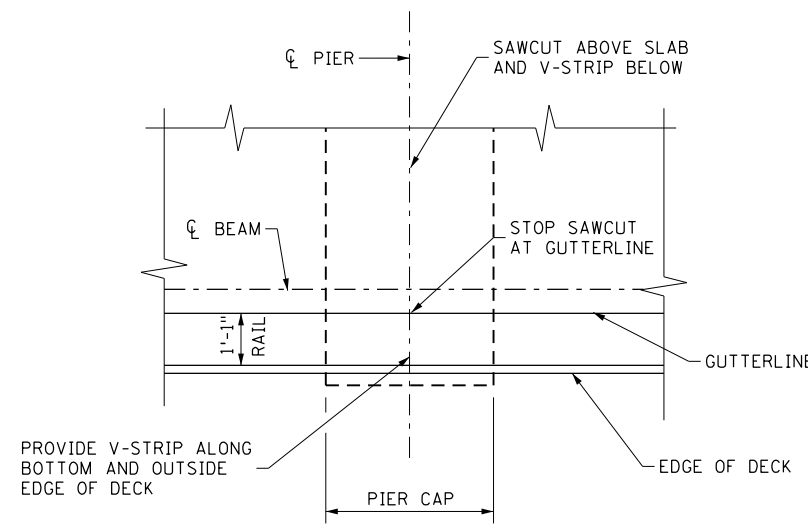 ℄ PIER
SAWCUT ABOVE SLAB
AND V-STRIP BELOW
℄ BEAM
STOP SAWCUT
AT GUTTERLINE
1'-1"
RAIL
GUTTERLINE
PROVIDE V-STRIP ALONG
BOTTOM AND OUTSIDE
EDGE OF DECK
EDGE OF DECK
PIER CAP